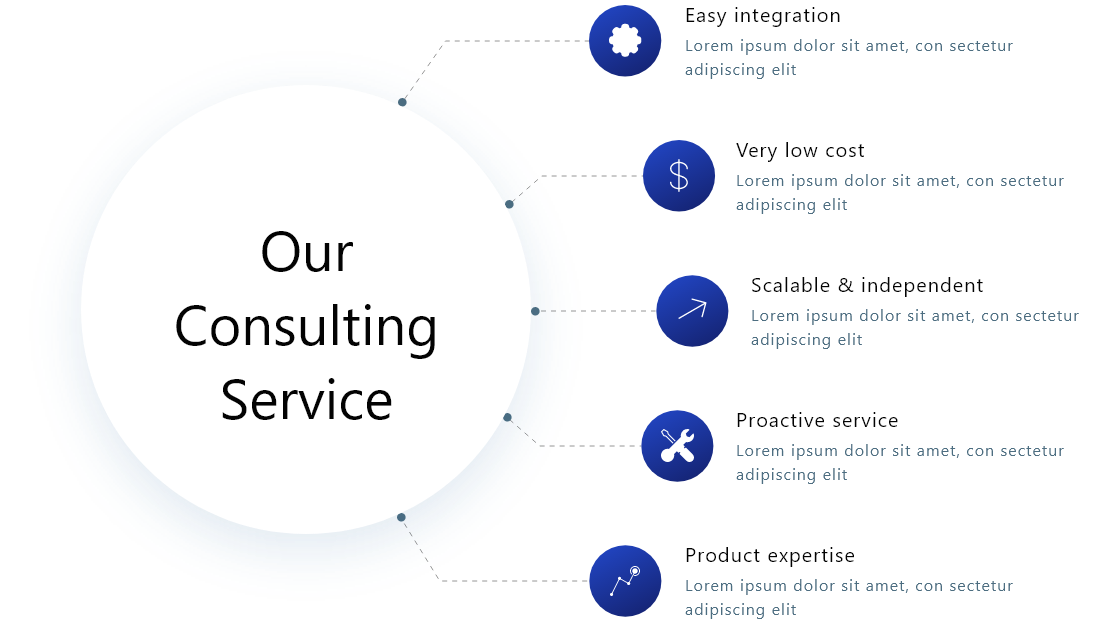 Our
Consulting
Service
Easy integration
Lorem ipsum dolor sit amet, con sectetur
adipiscing elit
Very low cost
Lorem ipsum dolor sit amet, con sectetur
adipiscing elit
Scalable & independent
Lorem ipsum dolor sit amet, con sectetur
adipiscing elit
Proactive service
Lorem ipsum dolor sit amet, con sectetur
adipiscing elit
Product expertise
Lorem ipsum dolor sit amet, con sectetur
adipiscing elit